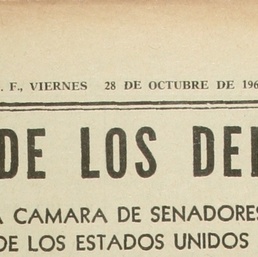 . F., VIERNES 28 DE OCTUBRE DE 196
DE LOS DE
A CAMARA DE SENADORES
DE LOS ESTADOS UNIDOS